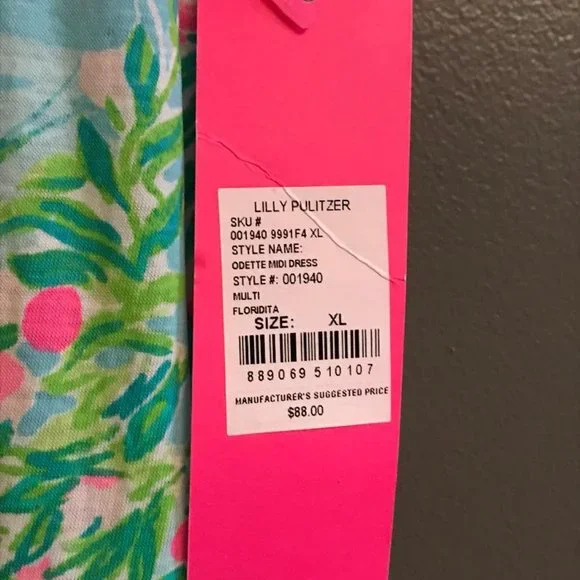 LILLY PULITZER
SKU #
001940 9991F4 XL
STYLE NAME:
ODETTE MIDI DRESS
STYLE #: 001940
MULTI
FLORIDITA
SIZE: XL
889069 510107
MANUFACTURER'S SUGGESTED PRICE
$88.00